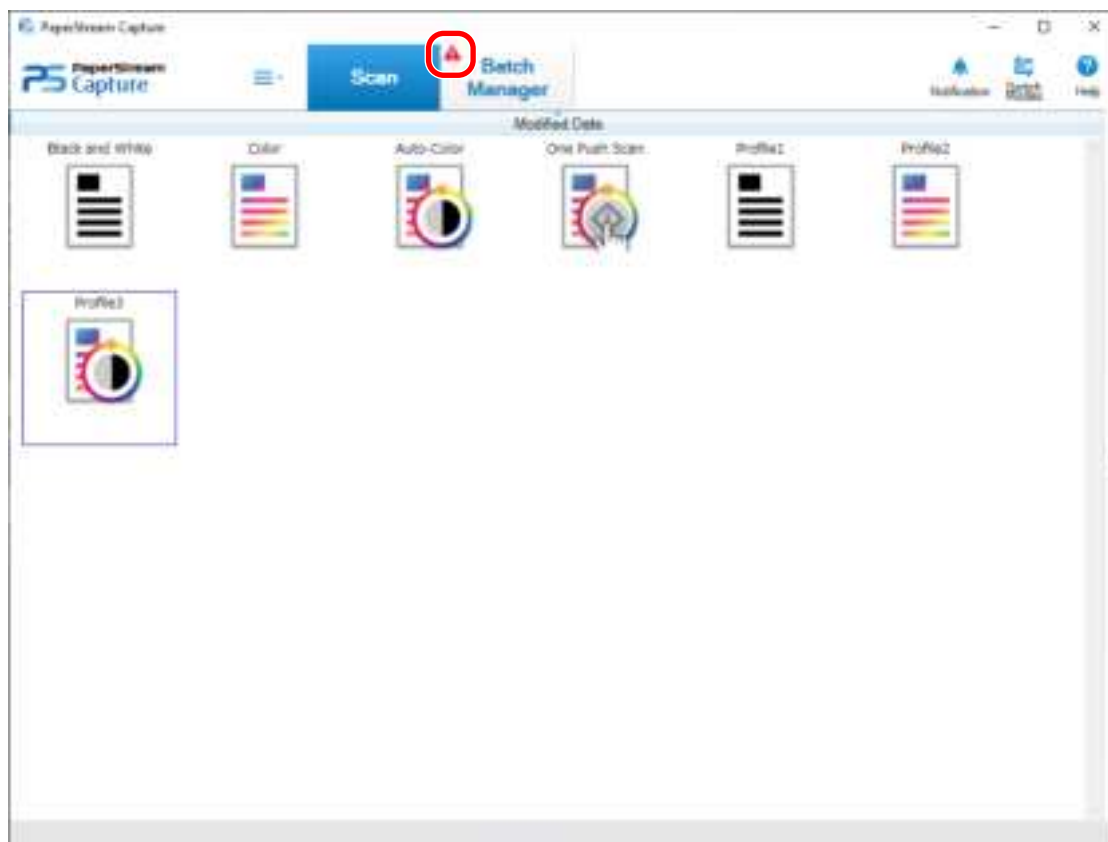 PaperStream Capture
PaperStream
Capture
Scan
Batch
Manager
Notification
Help
Modified Date
Black and White
Color
Auto-Color
One Push Scan
Profile1
Profile2
Profile3